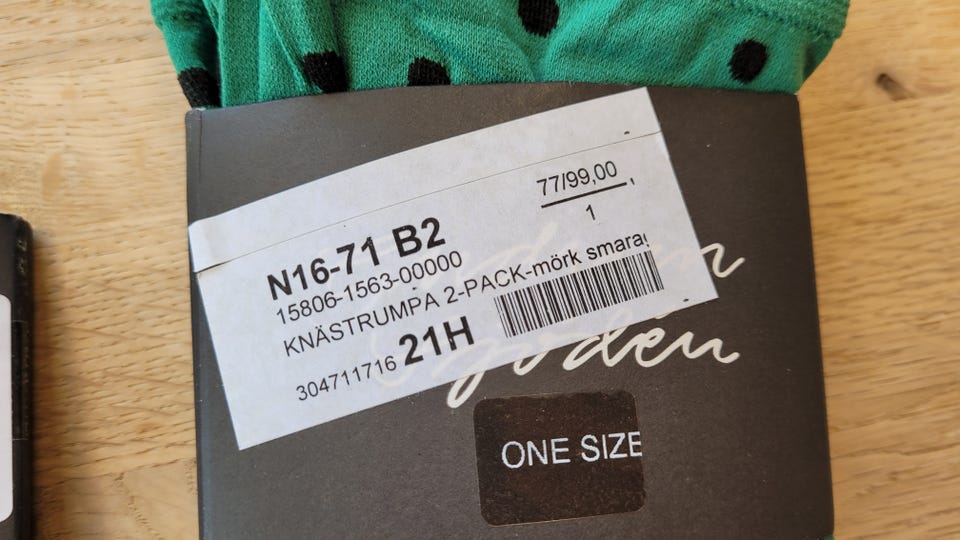 77/99,00
1
N16-71 B2
15806-1563-00000
KNÄSTRUMPA 2-PACK-mörk smara
304711716 21H
göden
ONE SIZE